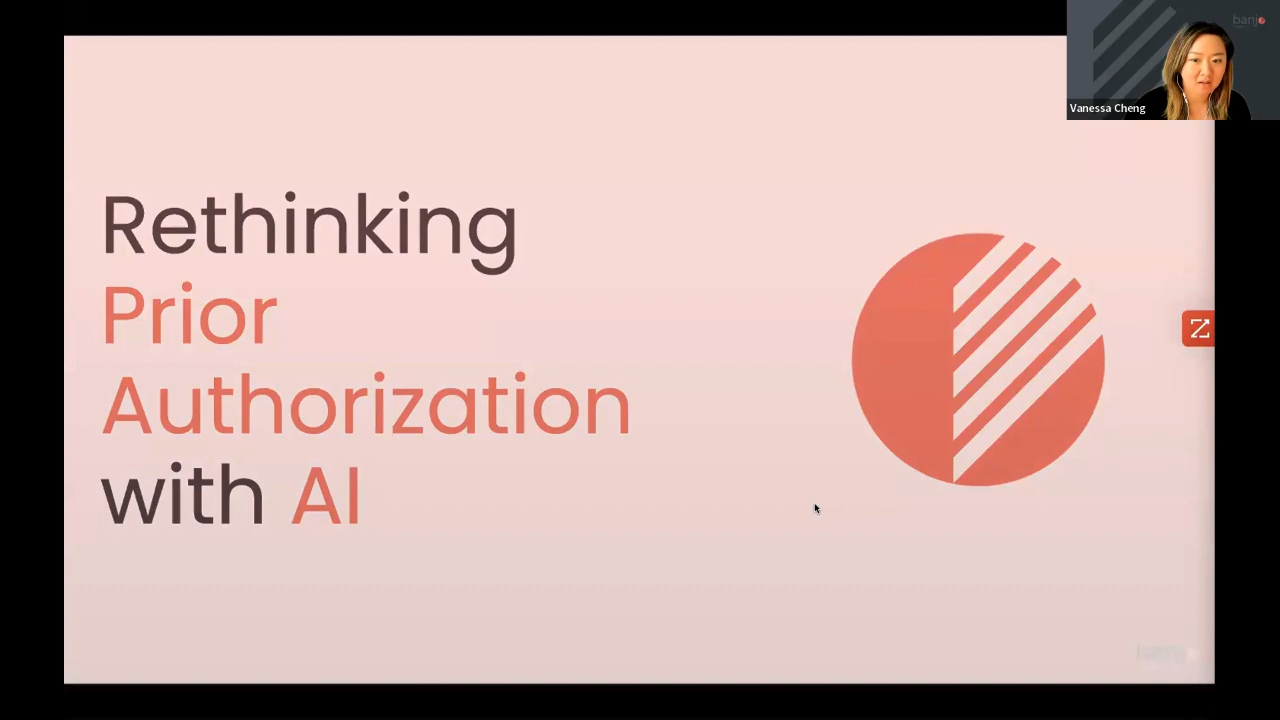 banjo
Vanessa Cheng
Rethinking
Prior
Authorization
with AI